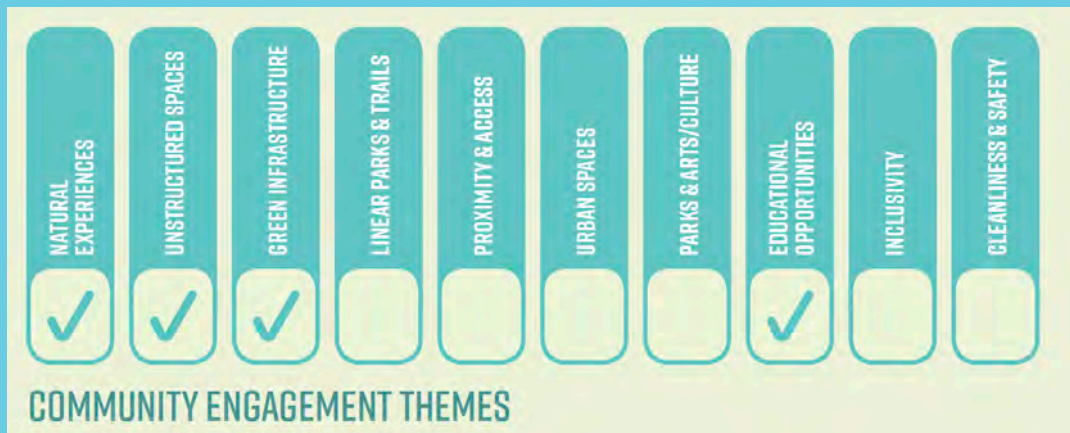 NATURAL
EXPERIENCES
UNSTRUCTURED SPACES
GREEN INFRASTRUCTURE
LINEAR PARKS & TRAILS
PROXIMITY & ACCESS
URBAN SPACES
PARKS & ARTS/CULTURE
EDUCATIONAL
OPPORTUNITIES
INCLUSIVITY
CLEANLINESS & SAFETY
COMMUNITY ENGAGEMENT THEMES